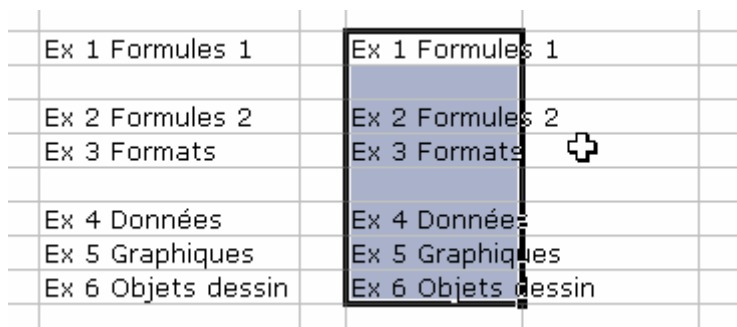 Ex 1 Formules 1
Ex 1 Formules 1
Ex 2 Formules 2
Ex 2 Formules 2
Ex 3 Formats
Ex 3 Formats
Ex 4 Données
Ex 4 Données
Ex 5 Graphiques
Ex 5 Graphiques
Ex 6 Objets dessin
Ex 6 Objets dessin